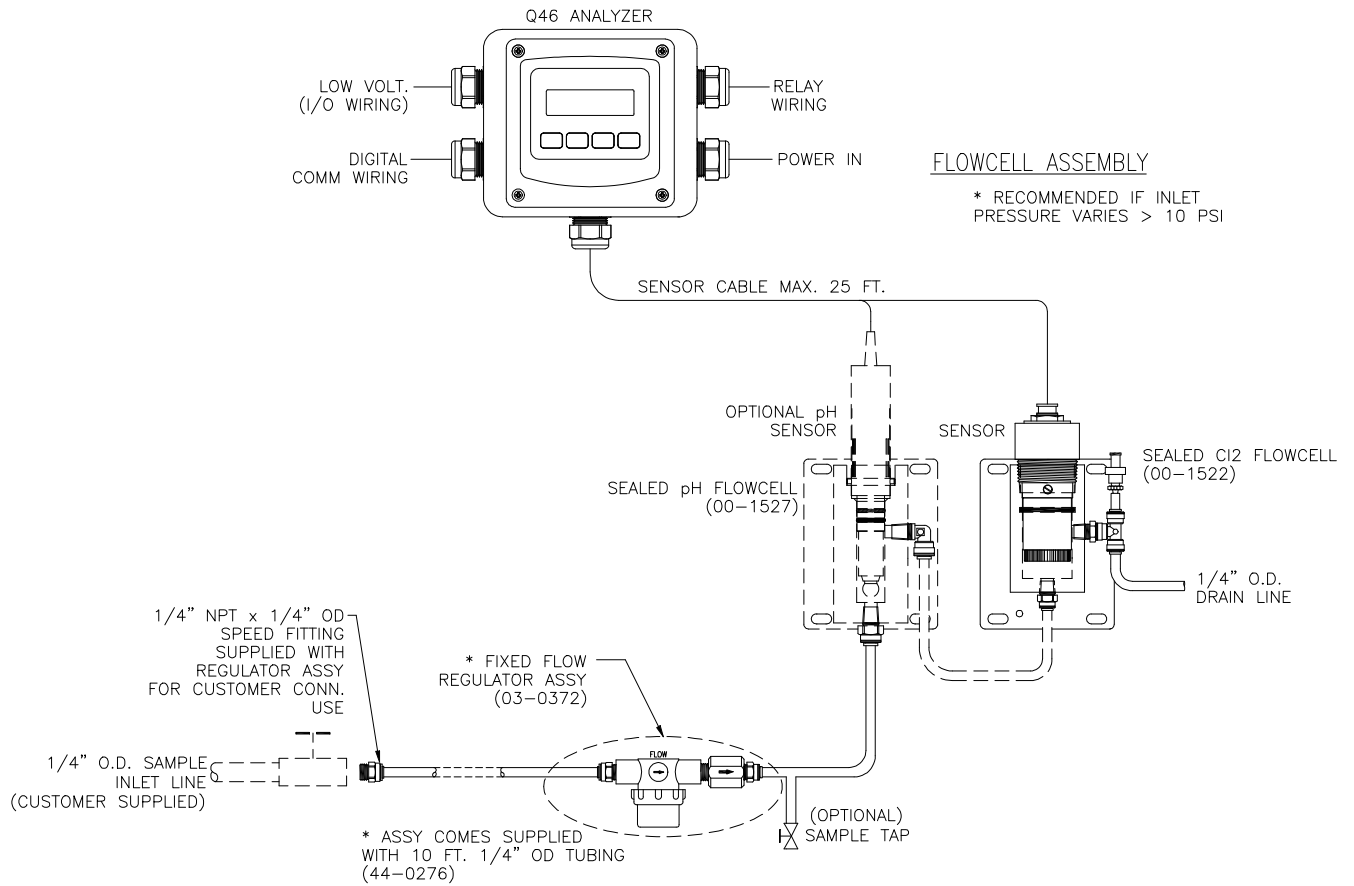 Q46 ANALYZER
LOW VOLT.
(I/O WIRING)
RELAY
WIRING
DIGITAL
COMM WIRING
POWER IN
FLOWCELL ASSEMBLY
* RECOMMENDED IF INLET
PRESSURE VARIES > 10 PSI
SENSOR CABLE MAX. 25 FT.
OPTIONAL pH
SENSOR
SENSOR
SEALED Cl2 FLOWCELL
(00-1522)
SEALED pH FLOWCELL
(00-1527)
1/4" O.D.
DRAIN LINE
1/4" NPT x 1/4" OD
SPEED FITTING
SUPPLIED WITH
REGULATOR ASSY
FOR CUSTOMER CONN.
USE
* FIXED FLOW
REGULATOR ASSY
(03-0372)
FLOW
1/4" O.D. SAMPLE
INLET LINE
(CUSTOMER SUPPLIED)
(OPTIONAL)
SAMPLE TAP
* ASSY COMES SUPPLIED
WITH 10 FT. 1/4" OD TUBING
(44-0276)